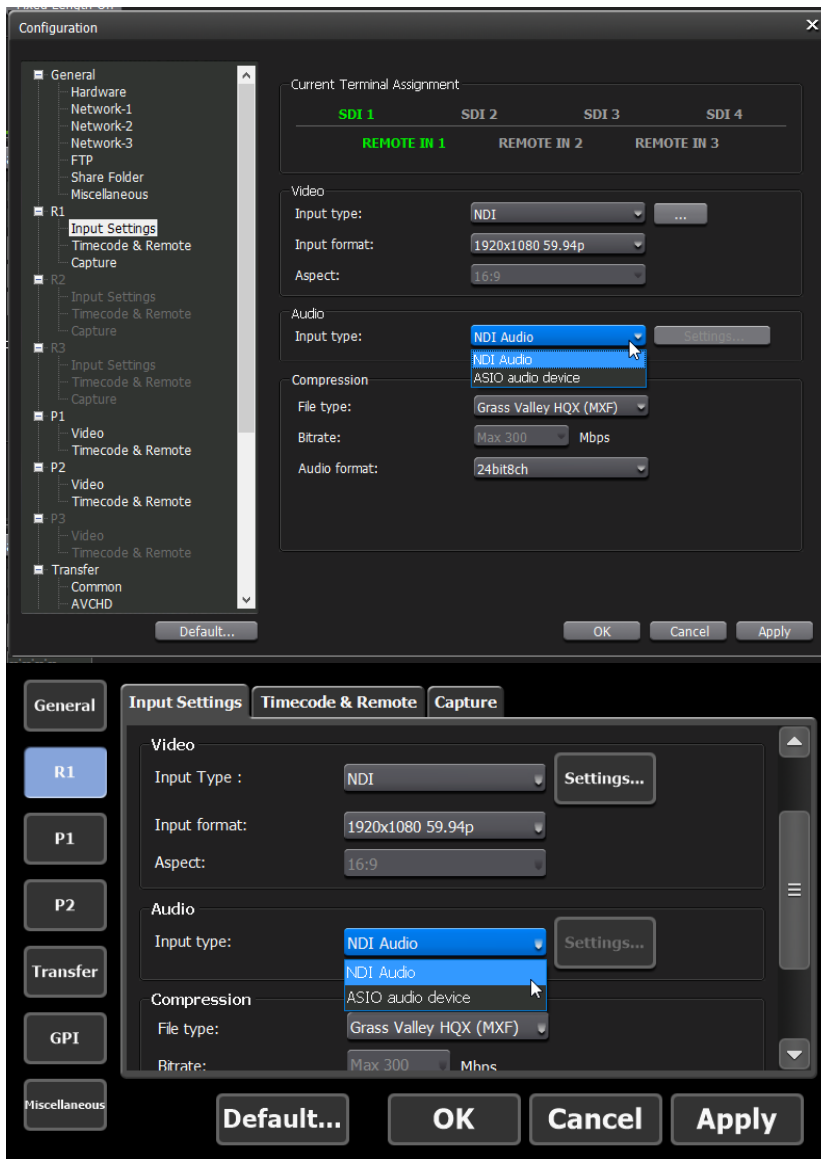 Configuration
General
Hardware
Network-1
Network-2
Network-3
FTP
Share Folder
Miscellaneous
R1
Input Settings
Timecode & Remote
Capture
R2
Input Settings
Timecode & Remote
Capture
R3
Input Settings
Timecode & Remote
Capture
P1
Video
Timecode & Remote
P2
Video
Timecode & Remote
P3
Video
Timecode & Remote
Transfer
Common
AVCHD
Default...
Current Terminal Assignment
SDI 1 SDI 2 SDI 3 SDI 4
REMOTE IN 1 REMOTE IN 2 REMOTE IN 3
Video
Input type: NDI ...
Input format: 1920x1080 59.94p
Aspect: 16:9
Audio
Input type: NDI Audio Settings...
NDI Audio
ASIO audio device
Compression
File type: Grass Valley HQX (MXF)
Bitrate: Max 300 Mbps
Audio format: 24bit8ch
OK Cancel Apply
General
R1
P1
P2
Transfer
GPI
Miscellaneous
Input Settings Timecode & Remote Capture
Video
Input Type : NDI Settings...
Input format: 1920x1080 59.94p
Aspect: 16:9
Audio
Input type: NDI Audio Settings...
NDI Audio
ASIO audio device
Compression
File type: Grass Valley HQX (MXF)
Bitrate: Max 300 Mbps
Default... OK Cancel Apply